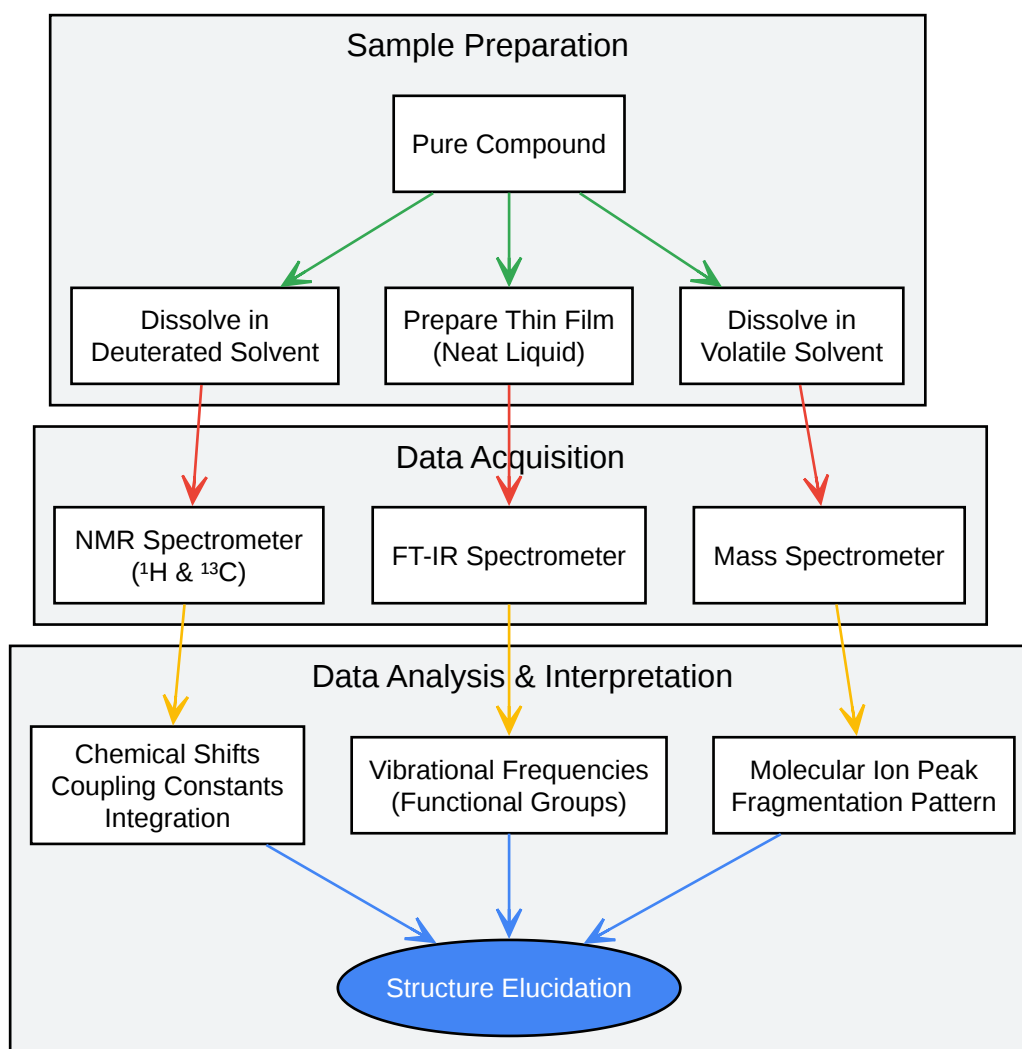 Sample Preparation
Pure Compound
Dissolve in
Deuterated Solvent
Prepare Thin Film
(Neat Liquid)
Dissolve in
Volatile Solvent
Data Acquisition
NMR Spectrometer
(¹H & ¹³C)
FT-IR Spectrometer
Mass Spectrometer
Data Analysis & Interpretation
Chemical Shifts
Coupling Constants
Integration
Vibrational Frequencies
(Functional Groups)
Molecular Ion Peak
Fragmentation Pattern
Structure Elucidation